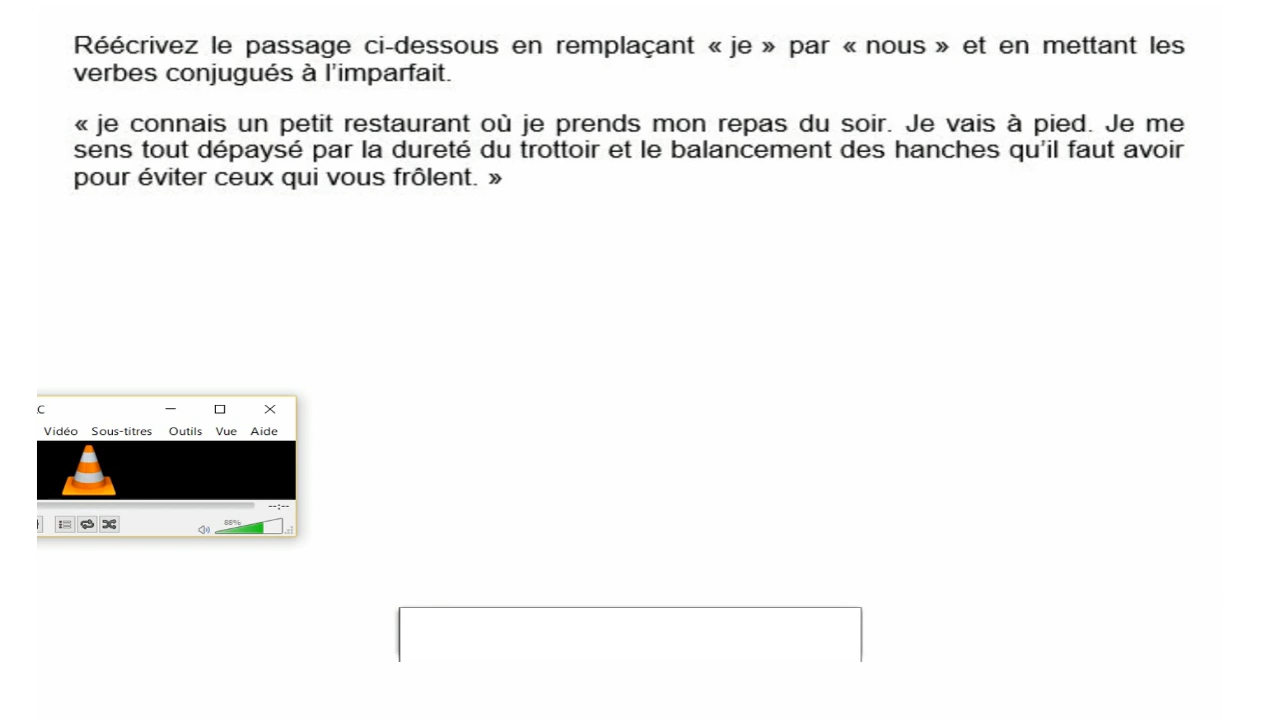 Réécrivez le passage ci-dessous en remplaçant « je » par « nous » et en mettant les
verbes conjugués à l’imparfait.
« je connais un petit restaurant où je prends mon repas du soir. Je vais à pied. Je me
sens tout dépaysé par la dureté du trottoir et le balancement des hanches qu’il faut avoir
pour éviter ceux qui vous frôlent. »
Vidéo Sous-titres Outils Vue Aide
--:--
88%